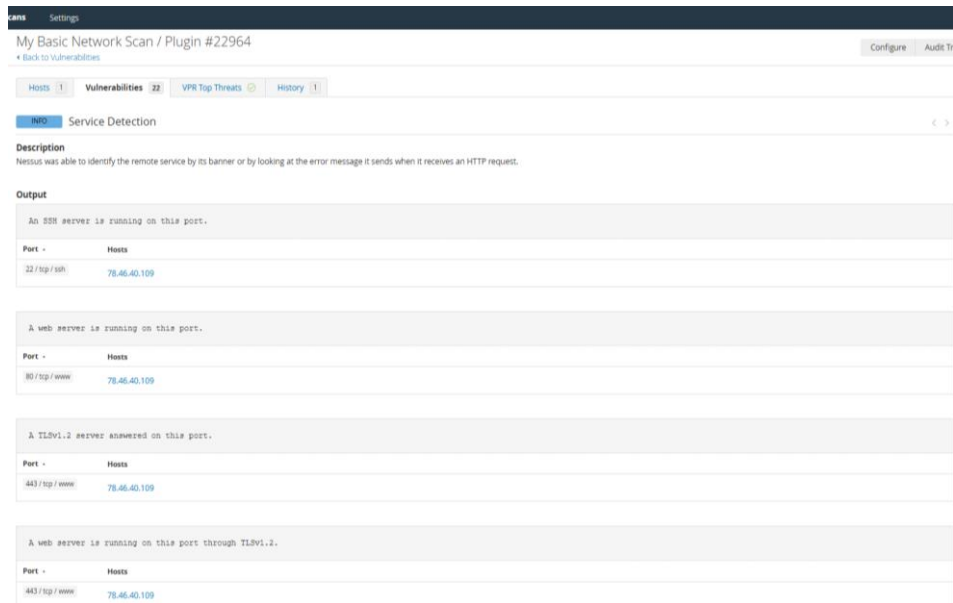 cans Settings
My Basic Network Scan / Plugin #22964
Back to Vulnerabilities
Configure Audit Tr
Hosts 1 Vulnerabilities 22 VPR Top Threats History 1
INFO Service Detection
Description
Nessus was able to identify the remote service by its banner or by looking at the error message it sends when it receives an HTTP request.
Output
An SSH server is running on this port.
Port Hosts
22 / tcp / ssh 78.46.40.109
A web server is running on this port.
Port Hosts
80 / tcp / www 78.46.40.109
A TLSv1.2 server answered on this port.
Port Hosts
443 / tcp / www 78.46.40.109
A web server is running on this port through TLSv1.2.
Port Hosts
443 / tcp / www 78.46.40.109